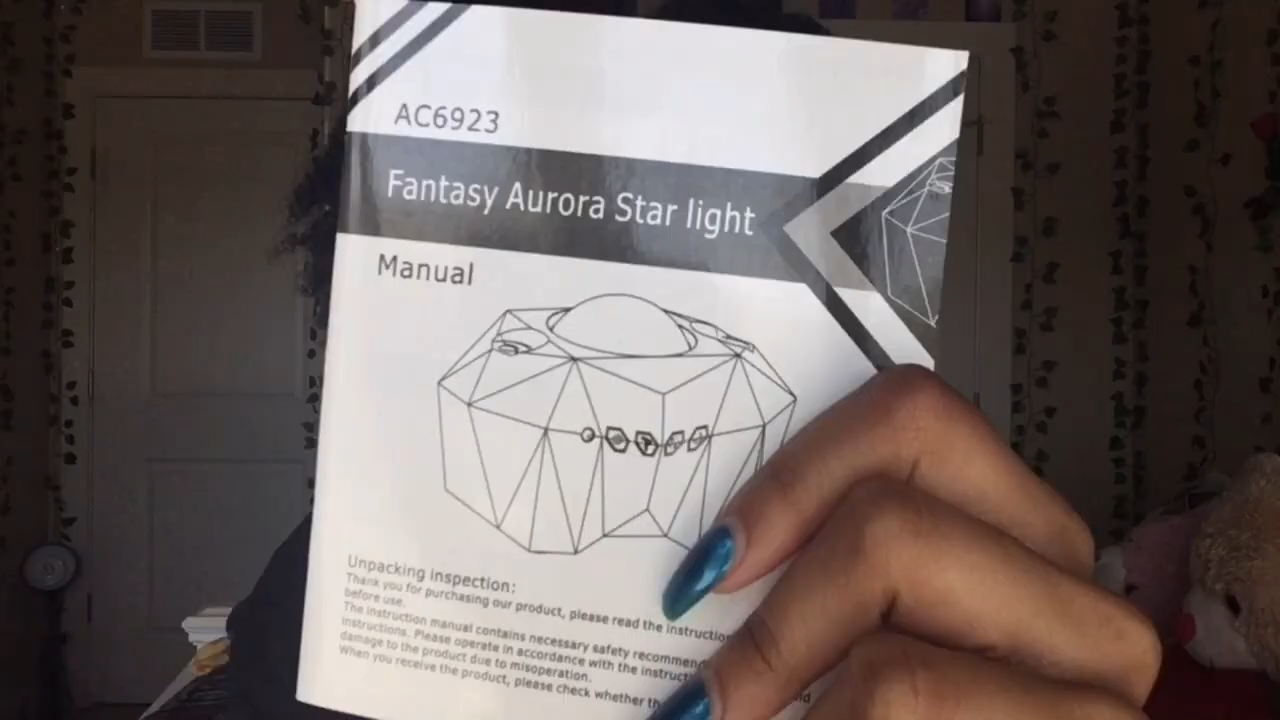 AC6923
Fantasy Aurora Star light
Manual
Unpacking inspection:
Thank you for purchasing our product, please read the instruction
before use.
The instruction manual contains necessary safety recommend
instructions. Please operate in accordance with the instructi
damage to the product due to misoperation.
When you receive the product, please check whether th